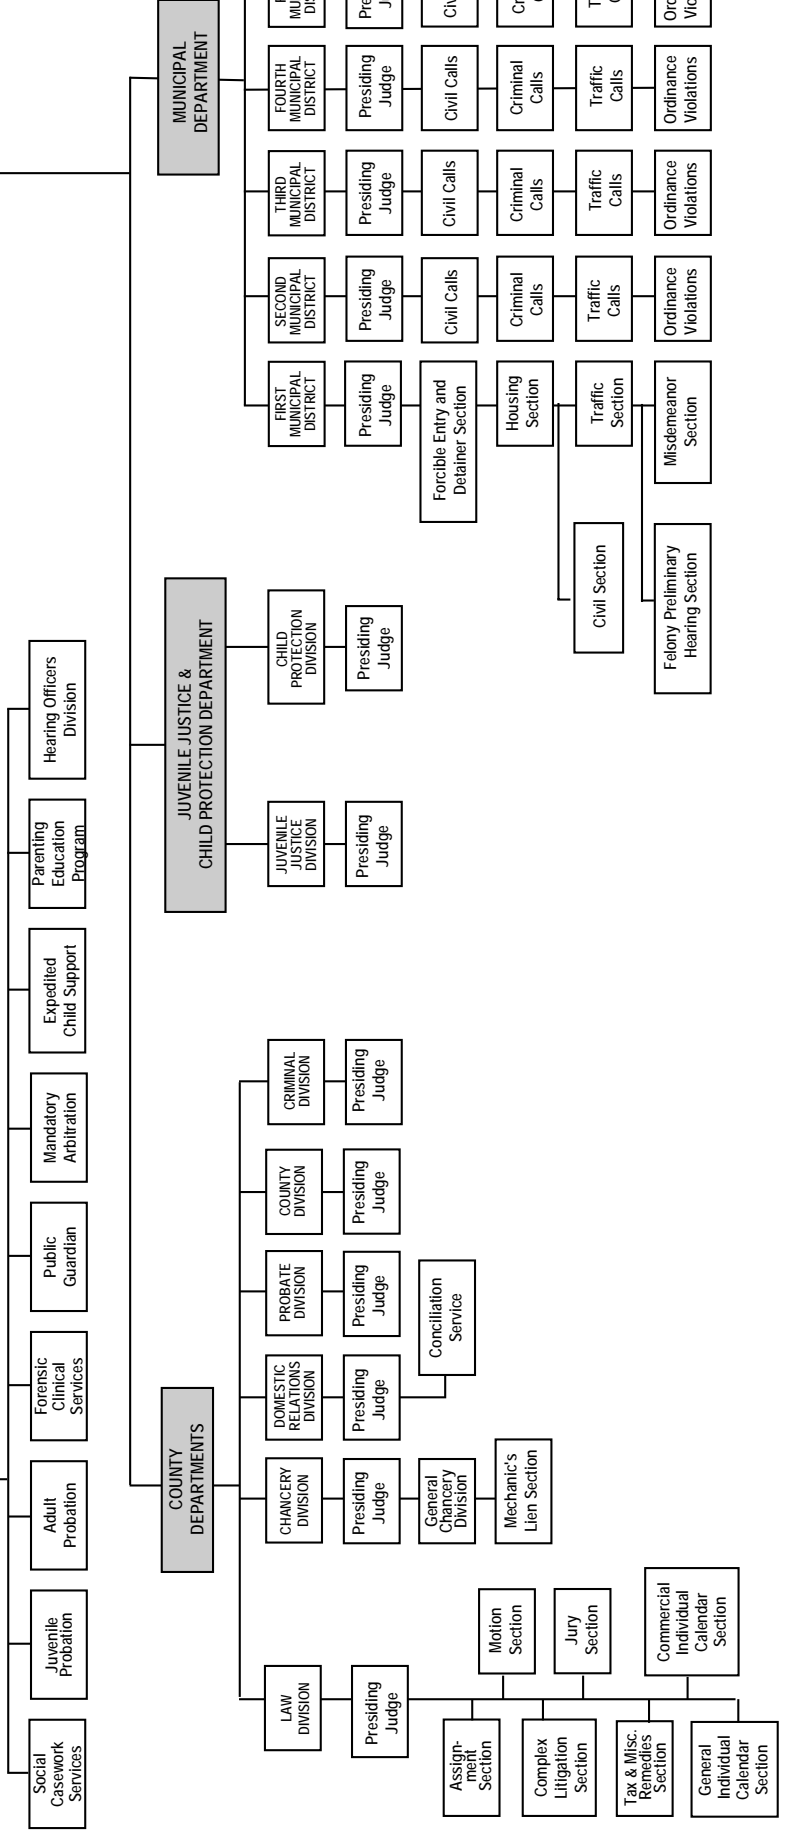 Social
Casework
Services
Juvenile
Probation
Adult
Probation
Forensic
Clinical
Services
Public
Guardian
Mandatory
Arbitration
Expedited
Child Support
Parenting
Education
Program
Hearing Officers
Division
COUNTY
DEPARTMENTS
JUVENILE JUSTICE &
CHILD PROTECTION DEPARTMENT
MUNICIPAL
DEPARTMENT
LAW
DIVISION
Presiding
Judge
Assign-
ment
Section
Motion
Section
Complex
Litigation
Section
Jury
Section
Tax & Misc.
Remedies
Section
Commercial
Individual
Calendar
Section
General
Individual
Calendar
Section
CHANCERY
DIVISION
Presiding
Judge
General
Chancery
Division
Mechanic's
Lien Section
DOMESTIC
RELATIONS
DIVISION
Presiding
Judge
Conciliation
Service
PROBATE
DIVISION
Presiding
Judge
COUNTY
DIVISION
Presiding
Judge
CRIMINAL
DIVISION
Presiding
Judge
JUVENILE
JUSTICE
DIVISION
Presiding
Judge
CHILD
PROTECTION
DIVISION
Presiding
Judge
FIRST
MUNICIPAL
DISTRICT
Presiding
Judge
Forcible Entry and
Detainer Section
Housing
Section
Civil Section
Traffic
Section
Felony Preliminary
Hearing Section
Misdemeanor
Section
SECOND
MUNICIPAL
DISTRICT
Presiding
Judge
Civil Calls
Criminal
Calls
Traffic
Calls
Ordinance
Violations
THIRD
MUNICIPAL
DISTRICT
Presiding
Judge
Civil Calls
Criminal
Calls
Traffic
Calls
Ordinance
Violations
FOURTH
MUNICIPAL
DISTRICT
Presiding
Judge
Civil Calls
Criminal
Calls
Traffic
Calls
Ordinance
Violations